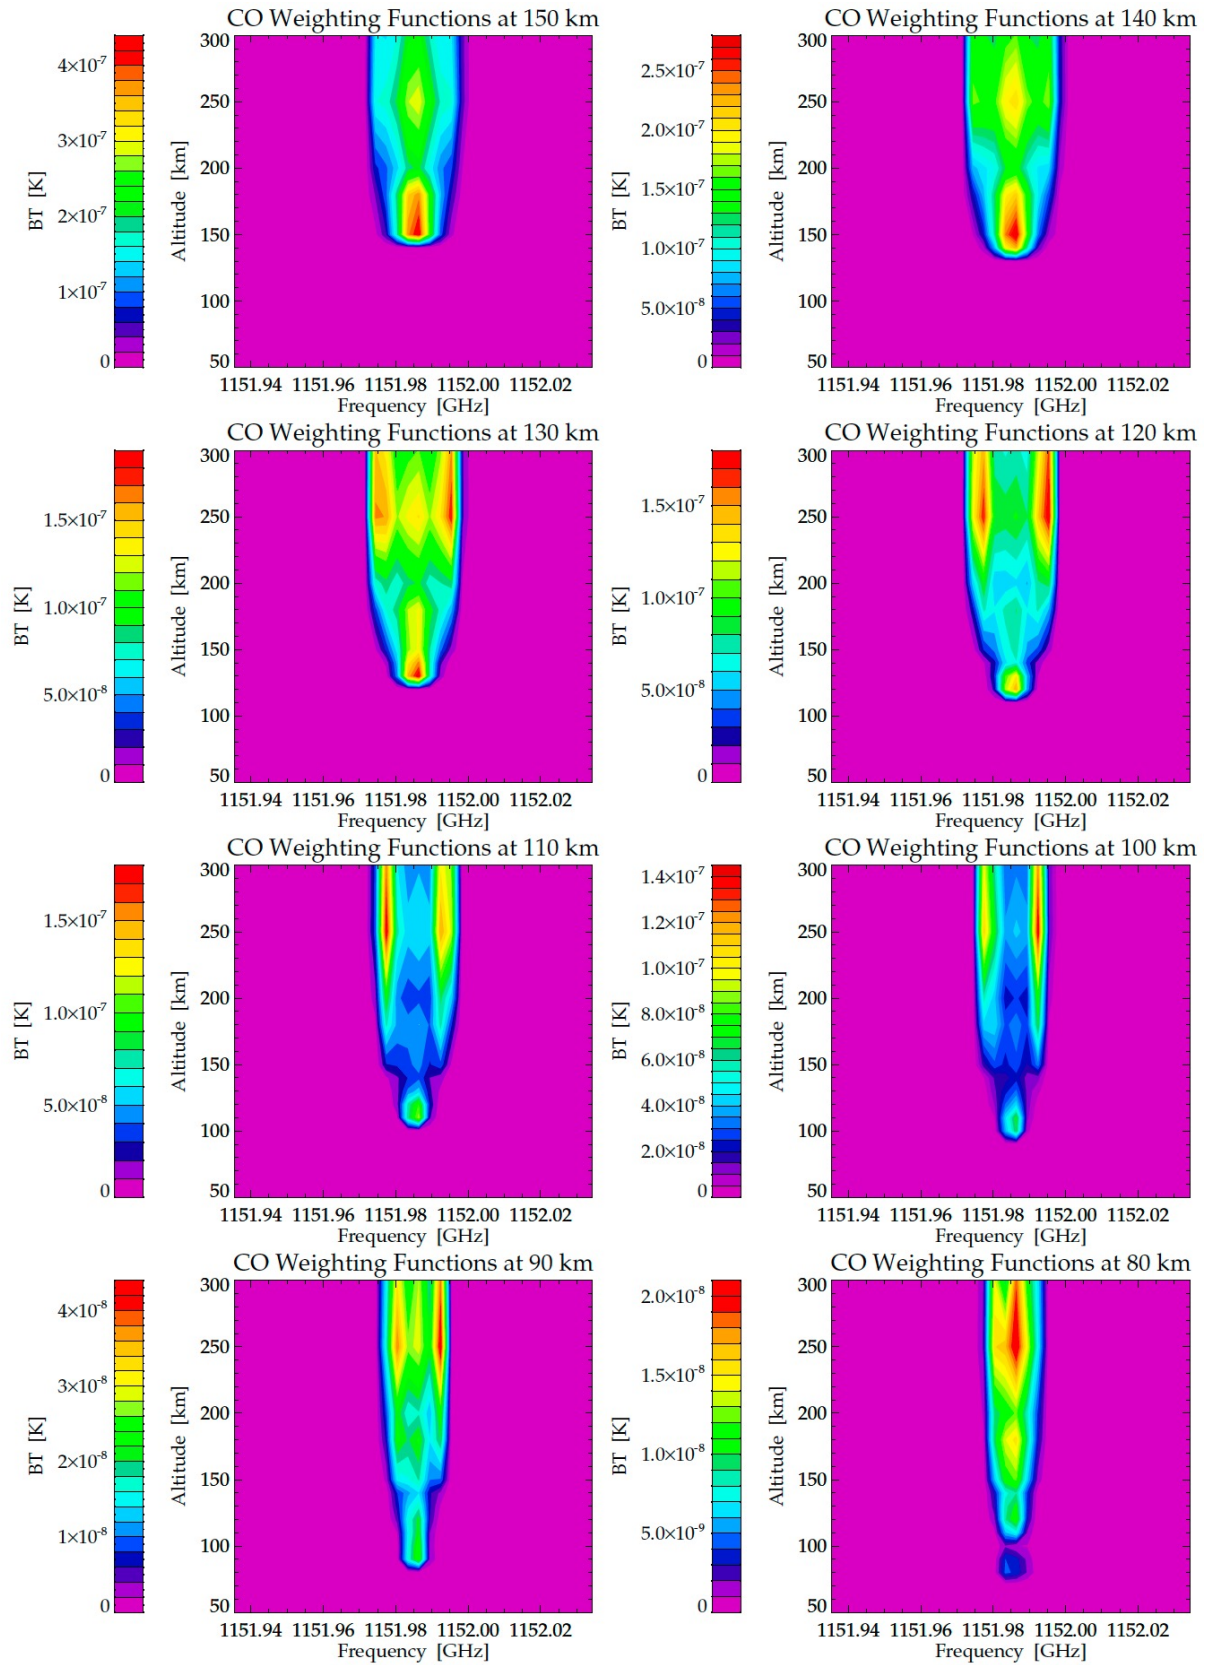 CO Weighting Functions at 150 km
BT [K]
4×10⁻⁷
3×10⁻⁷
2×10⁻⁷
1×10⁻⁷
0
Altitude [km]
300
250
200
150
100
50
1151.94 1151.96 1151.98 1152.00 1152.02
Frequency [GHz]
CO Weighting Functions at 140 km
BT [K]
2.5×10⁻⁷
2.0×10⁻⁷
1.5×10⁻⁷
1.0×10⁻⁷
5.0×10⁻⁸
0
Altitude [km]
300
250
200
150
100
50
1151.94 1151.96 1151.98 1152.00 1152.02
Frequency [GHz]
CO Weighting Functions at 130 km
BT [K]
1.5×10⁻⁷
1.0×10⁻⁷
5.0×10⁻⁸
0
Altitude [km]
300
250
200
150
100
50
1151.94 1151.96 1151.98 1152.00 1152.02
Frequency [GHz]
CO Weighting Functions at 120 km
BT [K]
1.5×10⁻⁷
1.0×10⁻⁷
5.0×10⁻⁸
0
Altitude [km]
300
250
200
150
100
50
1151.94 1151.96 1151.98 1152.00 1152.02
Frequency [GHz]
CO Weighting Functions at 110 km
BT [K]
1.5×10⁻⁷
1.0×10⁻⁷
5.0×10⁻⁸
0
Altitude [km]
300
250
200
150
100
50
1151.94 1151.96 1151.98 1152.00 1152.02
Frequency [GHz]
CO Weighting Functions at 100 km
BT [K]
1.4×10⁻⁷
1.2×10⁻⁷
1.0×10⁻⁷
8.0×10⁻⁸
6.0×10⁻⁸
4.0×10⁻⁸
2.0×10⁻⁸
0
Altitude [km]
300
250
200
150
100
50
1151.94 1151.96 1151.98 1152.00 1152.02
Frequency [GHz]
CO Weighting Functions at 90 km
BT [K]
4×10⁻⁸
3×10⁻⁸
2×10⁻⁸
1×10⁻⁸
0
Altitude [km]
300
250
200
150
100
50
1151.94 1151.96 1151.98 1152.00 1152.02
Frequency [GHz]
CO Weighting Functions at 80 km
BT [K]
2.0×10⁻⁸
1.5×10⁻⁸
1.0×10⁻⁸
5.0×10⁻⁹
0
Altitude [km]
300
250
200
150
100
50
1151.94 1151.96 1151.98 1152.00 1152.02
Frequency [GHz]